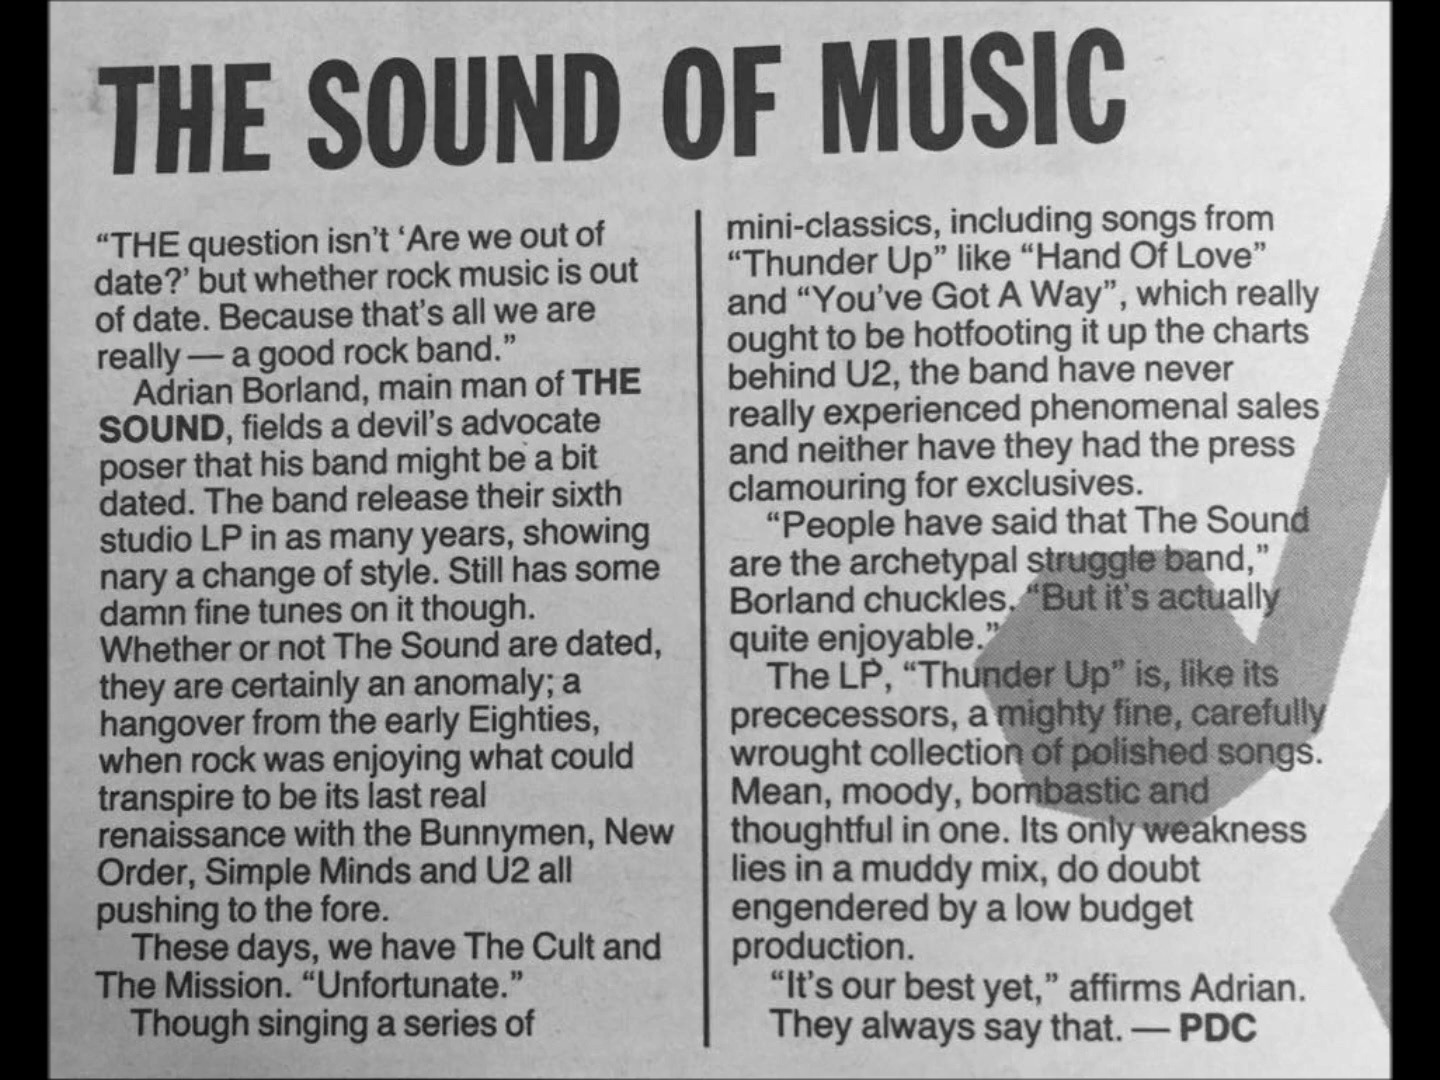 THE SOUND OF MUSIC
“THE question isn't ‘Are we out of
date?’ but whether rock music is out
of date. Because that's all we are
really — a good rock band.”
Adrian Borland, main man of THE
SOUND, fields a devil's advocate
poser that his band might be a bit
dated. The band release their sixth
studio LP in as many years, showing
nary a change of style. Still has some
damn fine tunes on it though.
Whether or not The Sound are dated,
they are certainly an anomaly; a
hangover from the early Eighties,
when rock was enjoying what could
transpire to be its last real
renaissance with the Bunnymen, New
Order, Simple Minds and U2 all
pushing to the fore.
These days, we have The Cult and
The Mission. “Unfortunate.”
Though singing a series of
mini-classics, including songs from
“Thunder Up” like “Hand Of Love”
and “You've Got A Way”, which really
ought to be hotfooting it up the charts
behind U2, the band have never
really experienced phenomenal sales
and neither have they had the press
clamouring for exclusives.
“People have said that The Sound
are the archetypal struggle band,”
Borland chuckles. “But it's actually
quite enjoyable.”
The LP, “Thunder Up” is, like its
prececessors, a mighty fine, carefully
wrought collection of polished songs.
Mean, moody, bombastic and
thoughtful in one. Its only weakness
lies in a muddy mix, do doubt
engendered by a low budget
production.
“It's our best yet,” affirms Adrian.
They always say that. — PDC